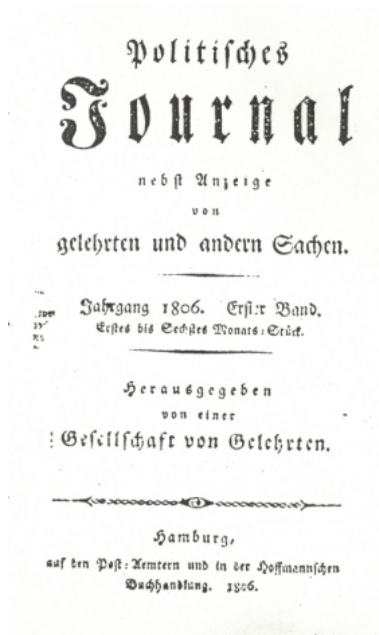 Politisches
Journal
nebst Anzeige
von
gelehrten und andern Sachen.
Jahrgang 1806. Erster Band.
Erstes bis Sechstes Monats-Stück.
Herausgegeben
von einer
Gesellschaft von Gelehrten.
Hamburg,
auf den Post-Aemtern und in der Hoffmannschen
Buchhandlung. 1806.